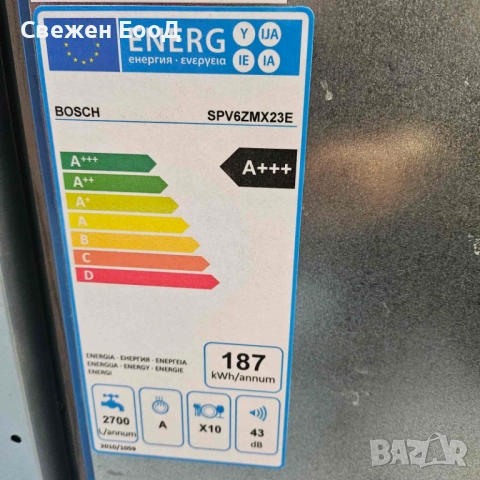 Свежен БооД
ENERG
Y IJA
IE IA
енергия · ενεργεια
BOSCH SPV6ZMX23E
A+++
A++
A+
A
B
C
D
A+++
ENERGIA · ЕНЕРГИЯ · ΕΝΕΡΓΕΙΑ
ENERGIJA · ENERGY · ENERGIE
ENERGI
187
kWh/annum
2700
L/annum
A
X10
43
dB
2010/1059
BAZAR